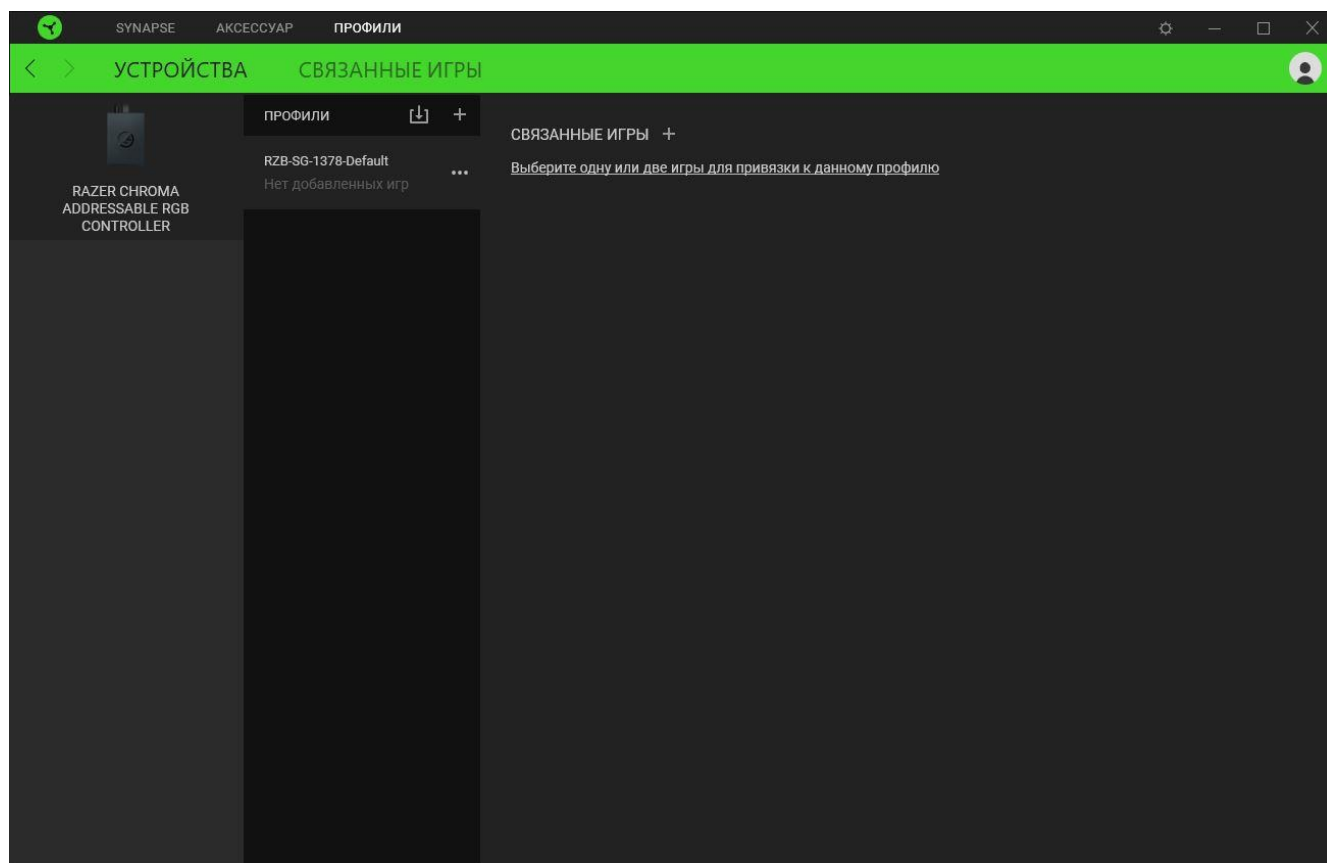 SYNAPSE АКСЕССУАР ПРОФИЛИ
УСТРОЙСТВА СВЯЗАННЫЕ ИГРЫ
RAZER CHROMA
ADDRESSABLE RGB
CONTROLLER
ПРОФИЛИ
RZB-SG-1378-Default
Нет добавленных игр
СВЯЗАННЫЕ ИГРЫ
Выберите одну или две игры для привязки к данному профилю